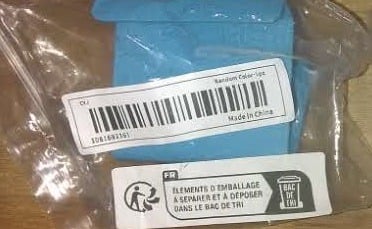 Random Color-1pc
Made In China
FR
ÉLÉMENTS D'EMBALLAGE
À SÉPARER ET À DÉPOSER
DANS LE BAC DE TRI
BAC
DE
TRI